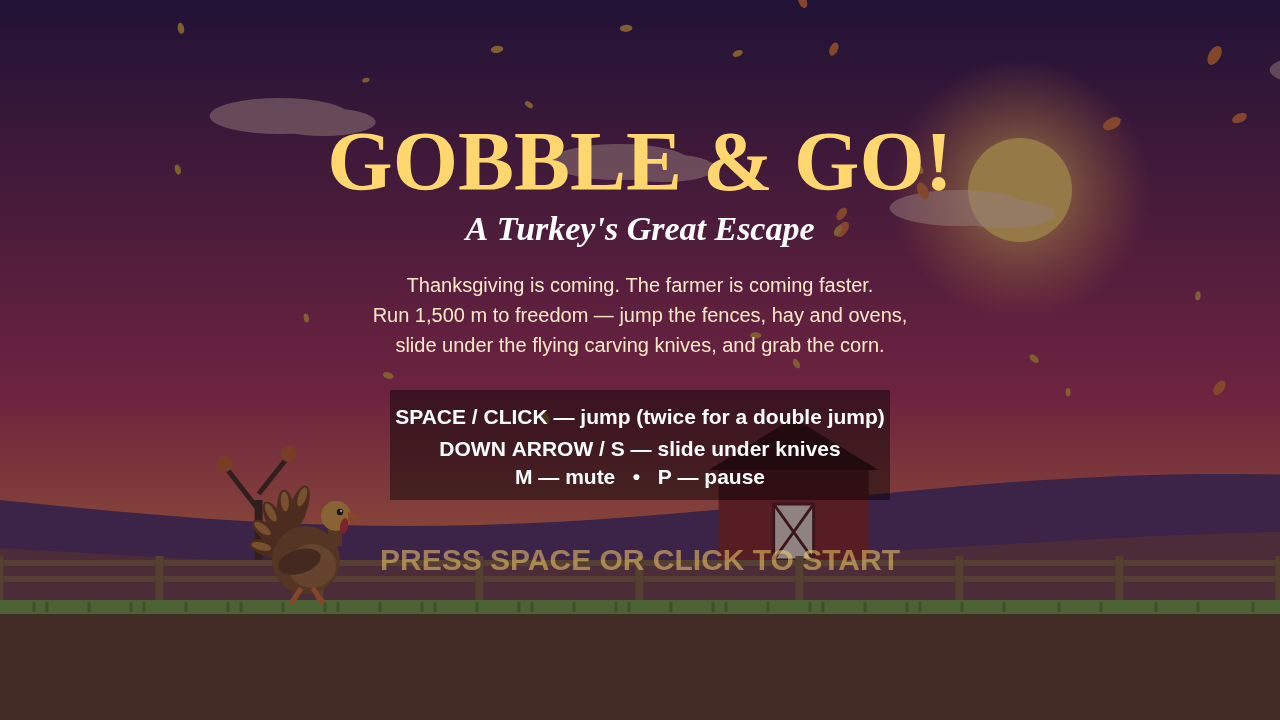 GOBBLE & GO!
A Turkey's Great Escape
Thanksgiving is coming. The farmer is coming faster.
Run 1,500 m to freedom — jump the fences, hay and ovens,
slide under the flying carving knives, and grab the corn.
SPACE / CLICK — jump (twice for a double jump)
DOWN ARROW / S — slide under knives
M — mute • P — pause
PRESS SPACE OR CLICK TO START